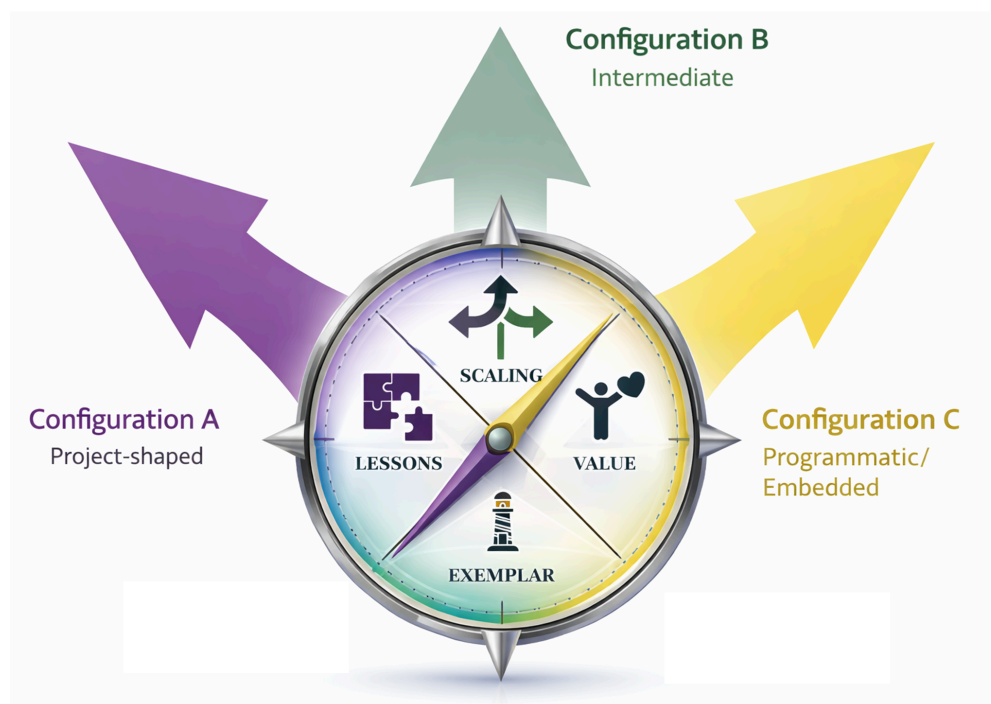 Configuration B
Intermediate
SCALING
Configuration A
Project-shaped
LESSONS
VALUE
Configuration C
Programmatic/
Embedded
EXEMPLAR